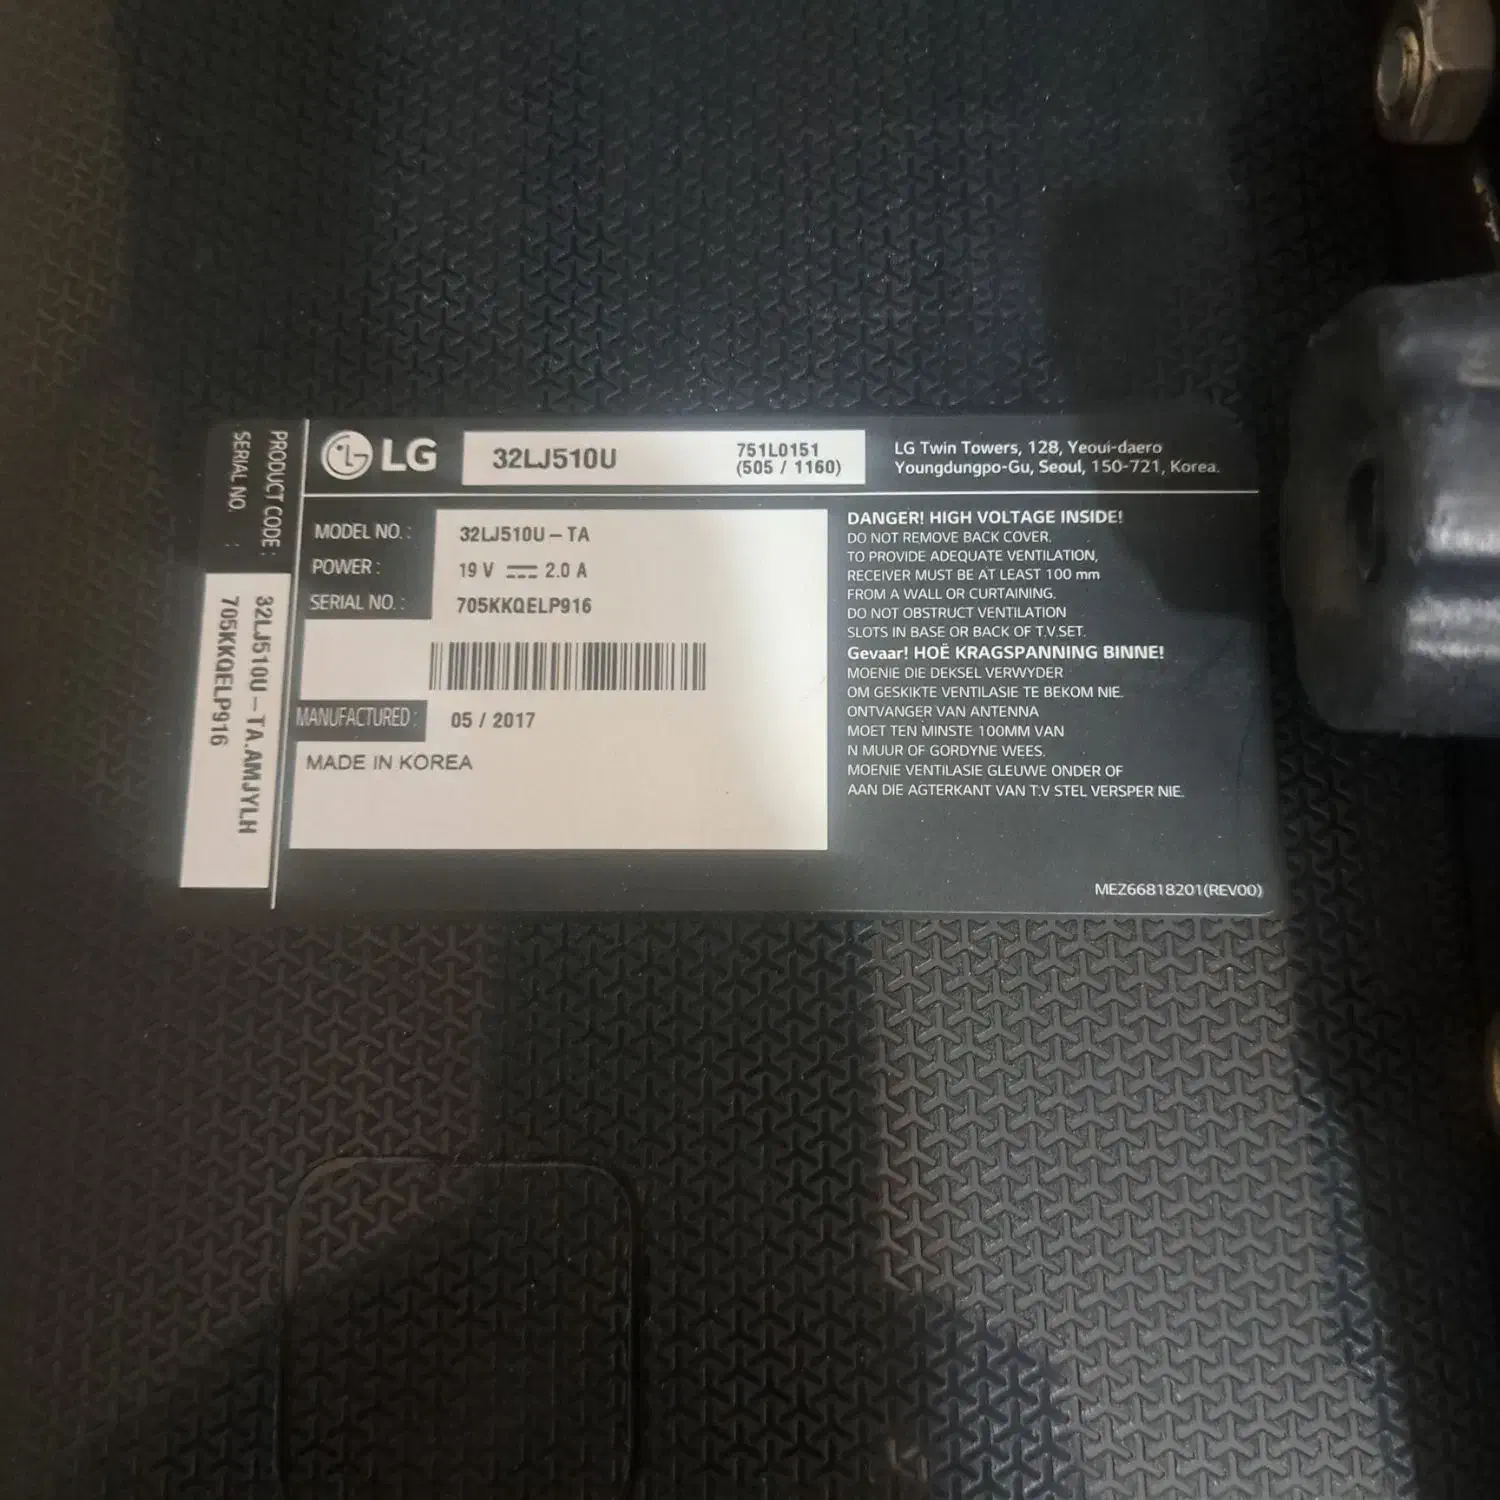 PRODUCT CODE :
SERIAL NO. :
32LJ510U – TA.AMJYLH
705KKQELP916
LG
32LJ510U
751L0151
(505 / 1160)
LG Twin Towers, 128, Yeoui-daero
Youngdungpo-Gu, Seoul, 150-721, Korea.
MODEL NO. : 32LJ510U – TA
POWER : 19 V ⎓ 2.0 A
SERIAL NO. : 705KKQELP916
MANUFACTURED : 05 / 2017
MADE IN KOREA
DANGER! HIGH VOLTAGE INSIDE!
DO NOT REMOVE BACK COVER.
TO PROVIDE ADEQUATE VENTILATION,
RECEIVER MUST BE AT LEAST 100 mm
FROM A WALL OR CURTAINING.
DO NOT OBSTRUCT VENTILATION
SLOTS IN BASE OR BACK OF T.V.SET.
Gevaar! HOË KRAGSPANNING BINNE!
MOENIE DIE DEKSEL VERWYDER
OM GESKIKTE VENTILASIE TE BEKOM NIE.
ONTVANGER VAN ANTENNA
MOET TEN MINSTE 100MM VAN
N MUUR OF GORDYNE WEES.
MOENIE VENTILASIE GLEUWE ONDER OF
AAN DIE AGTERKANT VAN T.V STEL VERSPER NIE.
MEZ66818201(REV00)